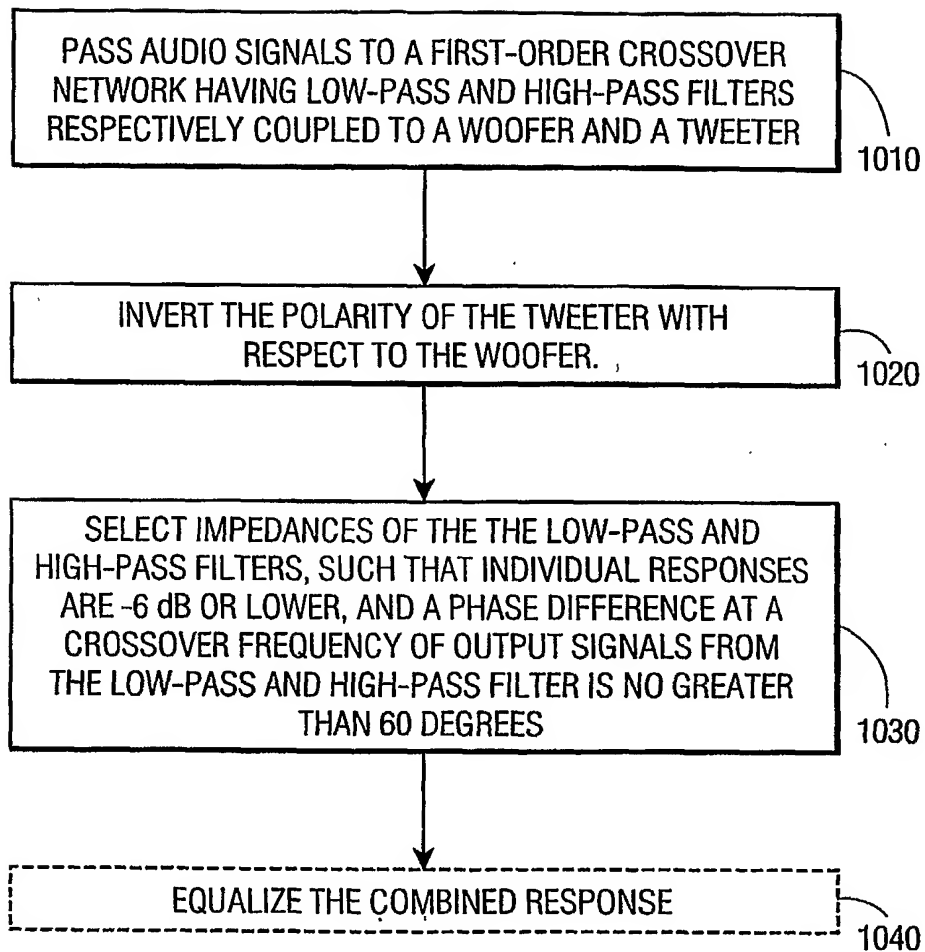 PASS AUDIO SIGNALS TO A FIRST-ORDER CROSSOVER
NETWORK HAVING LOW-PASS AND HIGH-PASS FILTERS
RESPECTIVELY COUPLED TO A WOOFER AND A TWEETER
1010
INVERT THE POLARITY OF THE TWEETER WITH
RESPECT TO THE WOOFER.
1020
SELECT IMPEDANCES OF THE THE LOW-PASS AND
HIGH-PASS FILTERS, SUCH THAT INDIVIDUAL RESPONSES
ARE -6 dB OR LOWER, AND A PHASE DIFFERENCE AT A
CROSSOVER FREQUENCY OF OUTPUT SIGNALS FROM
THE LOW-PASS AND HIGH-PASS FILTER IS NO GREATER
THAN 60 DEGREES
1030
EQUALIZE THE COMBINED RESPONSE
1040